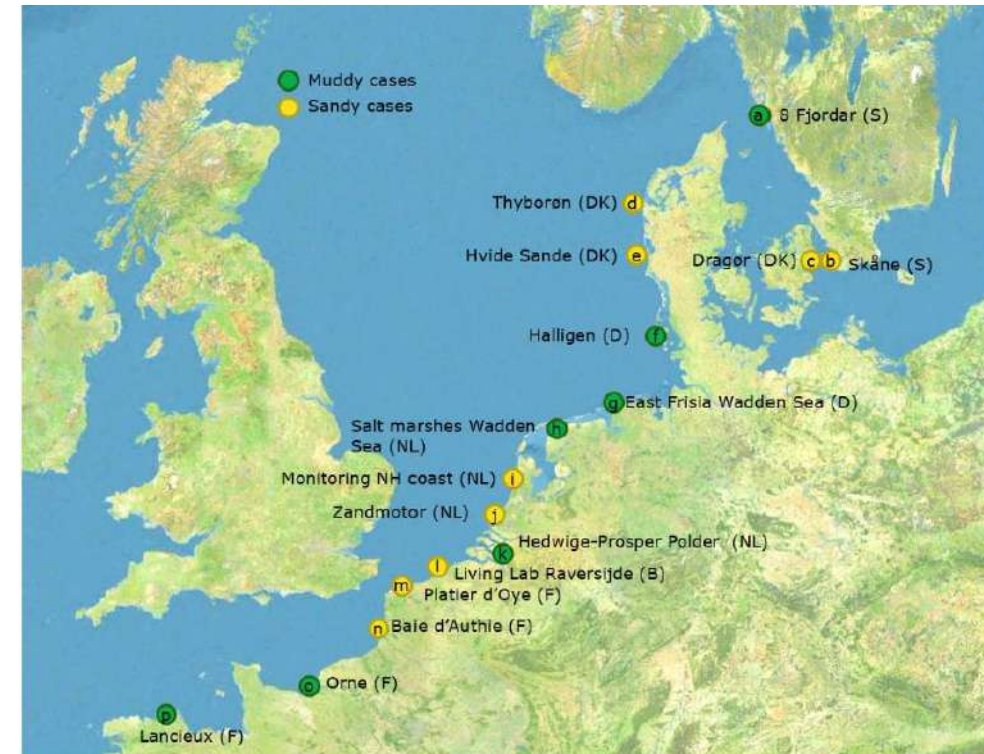 Muddy cases
Sandy cases
a 8 Fjordar (S)
Thyborøn (DK) d
Hvide Sande (DK) e
Dragør (DK) c b
Skåne (S)
Halligen (D) f
g East Frisia Wadden Sea (D)
Salt marshes Wadden h
Sea (NL)
Monitoring NH coast (NL) i
Zandmotor (NL) j
Hedwige-Prosper Polder (NL)
k
l Living Lab Raversijde (B)
m Platier d'Oye (F)
n Baie d'Authie (F)
o Orne (F)
p
Lancieux (F)